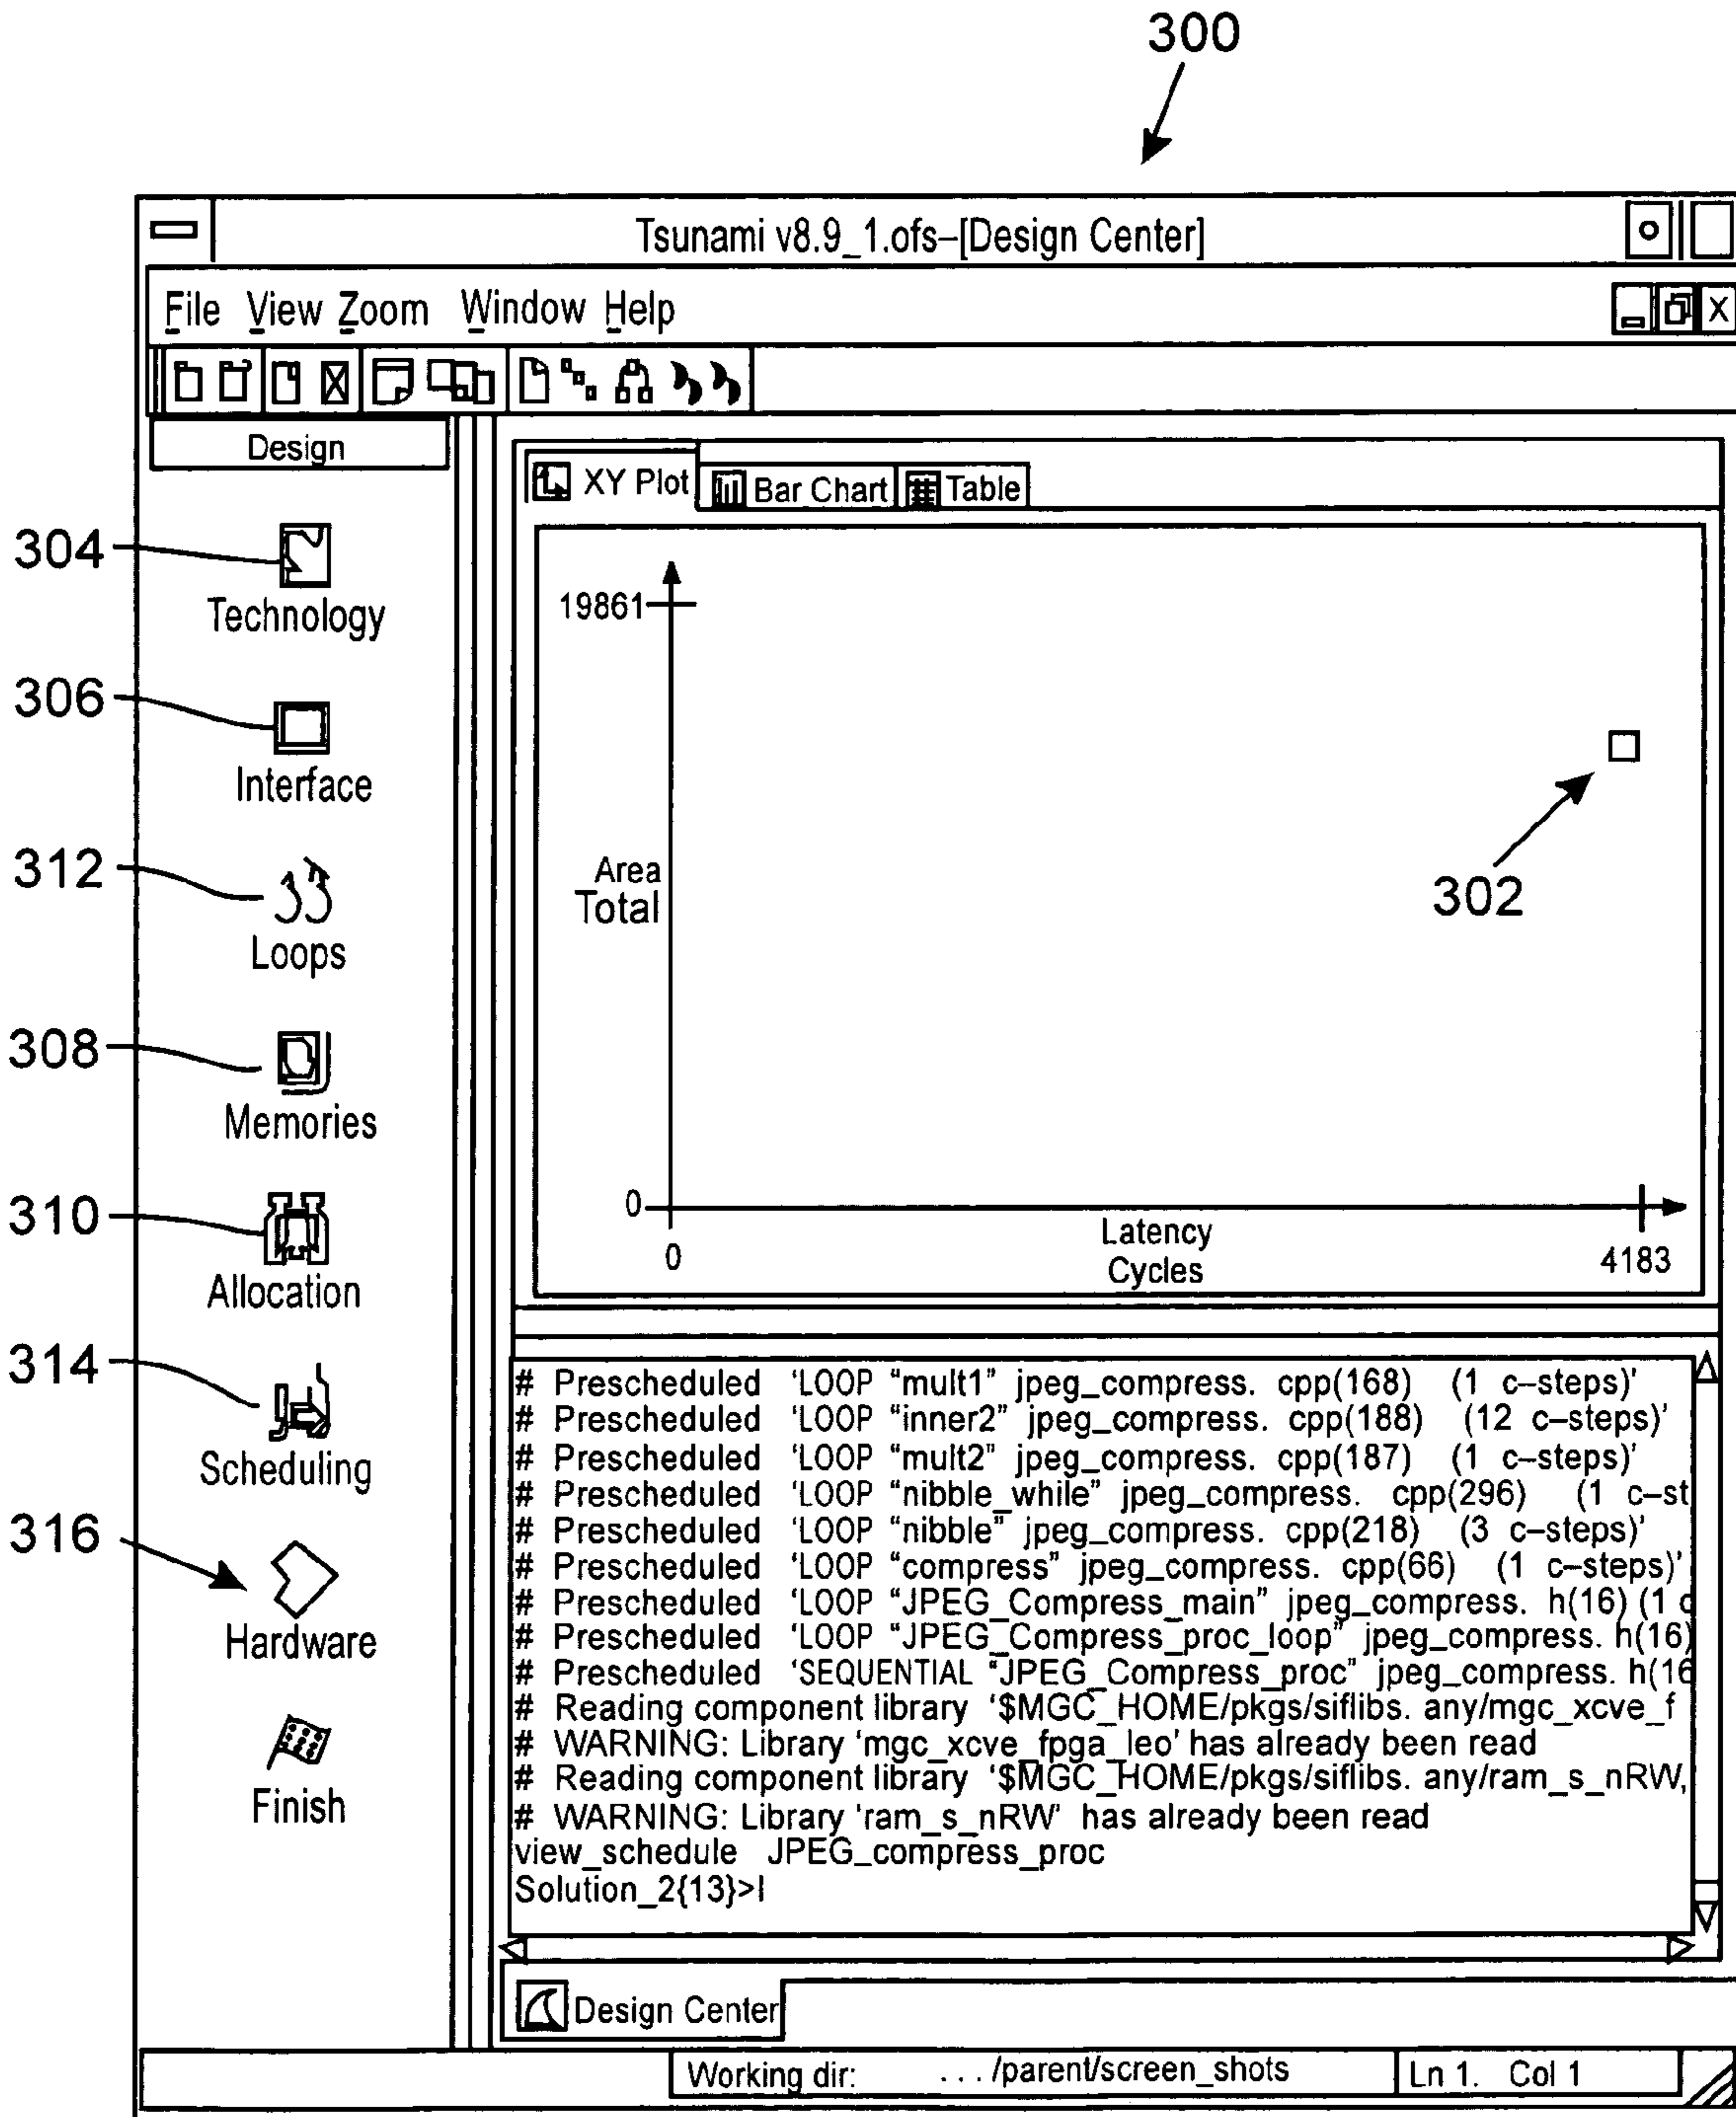 300
Tsunami v8.9_1.ofs–[Design Center]
File View Zoom Window Help
X
Design
304
Technology
306
Interface
312
Loops
308
Memories
310
Allocation
314
Scheduling
316
Hardware
Finish
XY Plot Bar Chart Table
19861
Area
Total
302
0
0
Latency
Cycles
4183
# Prescheduled 'LOOP “mult1” jpeg_compress. cpp(168) (1 c–steps)'
# Prescheduled 'LOOP “inner2” jpeg_compress. cpp(188) (12 c–steps)'
# Prescheduled 'LOOP “mult2” jpeg_compress. cpp(187) (1 c–steps)'
# Prescheduled 'LOOP “nibble_while” jpeg_compress. cpp(296) (1 c–st
# Prescheduled 'LOOP “nibble” jpeg_compress. cpp(218) (3 c–steps)'
# Prescheduled 'LOOP “compress” jpeg_compress. cpp(66) (1 c–steps)'
# Prescheduled 'LOOP “JPEG_Compress_main” jpeg_compress. h(16) (1 c
# Prescheduled 'LOOP “JPEG_Compress_proc_loop” jpeg_compress. h(16)
# Prescheduled 'SEQUENTIAL “JPEG_Compress_proc” jpeg_compress. h(16
# Reading component library '$MGC_HOME/pkgs/siflibs. any/mgc_xcve_f
# WARNING: Library 'mgc_xcve_fpga_leo' has already been read
# Reading component library '$MGC_HOME/pkgs/siflibs. any/ram_s_nRW,
# WARNING: Library 'ram_s_nRW' has already been read
view_schedule JPEG_compress_proc
Solution_2{13}>I
Design Center
Working dir: . . . /parent/screen_shots Ln 1. Col 1